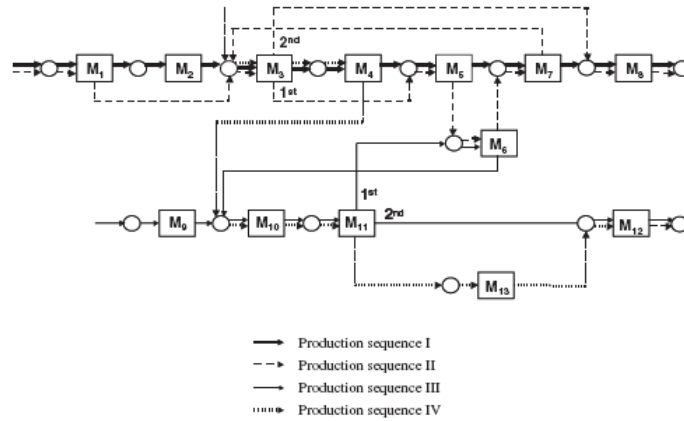 2nd
M1 M2 M3 M4 M5 M7 M8
1st
M6
1st
2nd
M9 M10 M11 M12
M13
Production sequence I
Production sequence II
Production sequence III
Production sequence IV